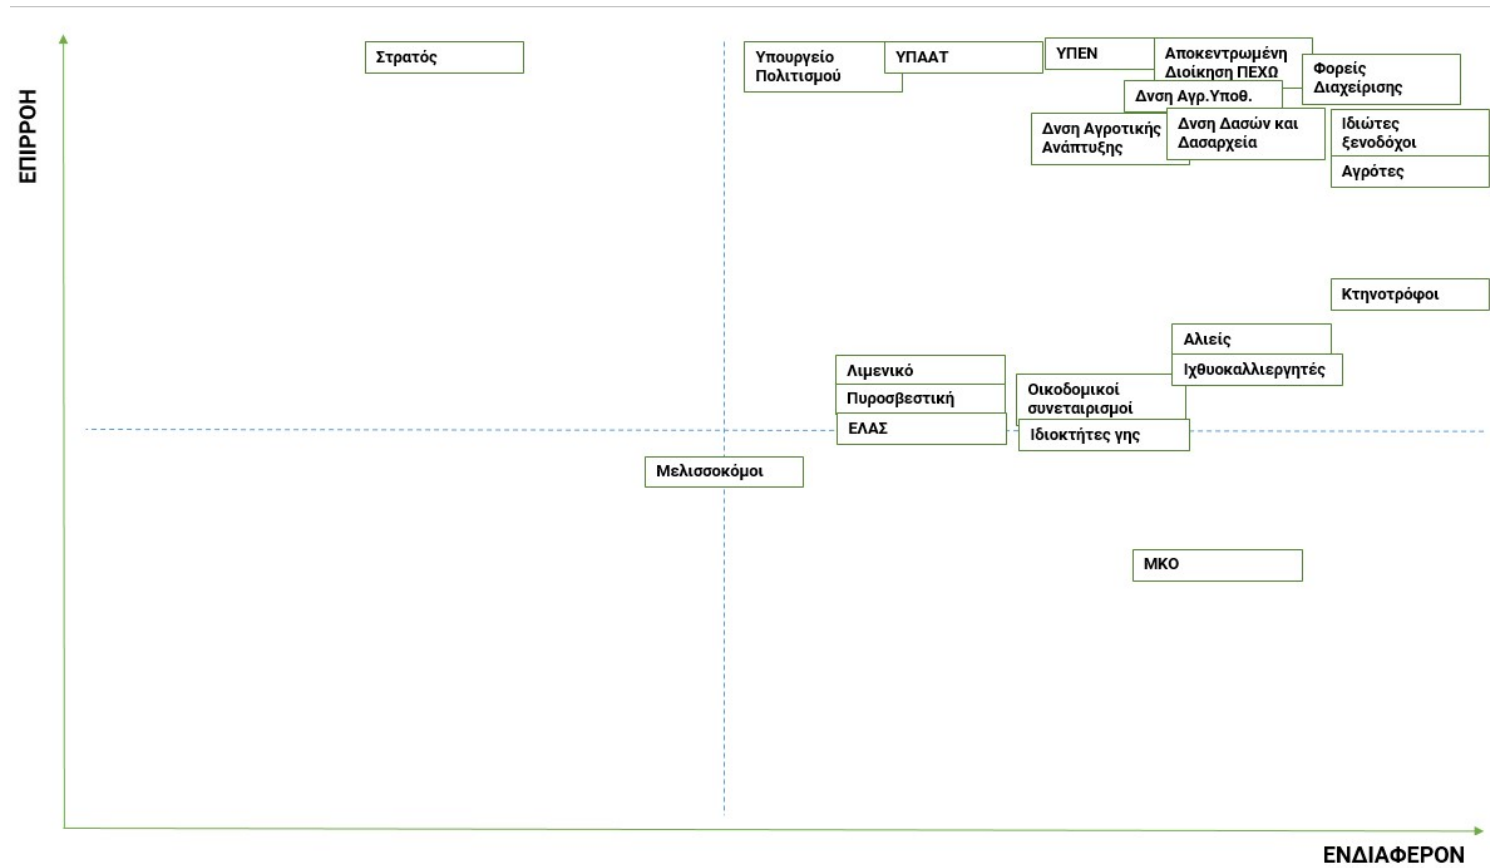 ΕΠΙΡΡΟΗ
Στρατός
Υπουργείο
Πολιτισμού
ΥΠΑΑΤ
ΥΠΕΝ
Αποκεντρωμένη
Διοίκηση ΠΕΧΩ
Φορείς
Διαχείρισης
Δνση Αγρ.Υποθ.
Δνση Αγροτικής
Ανάπτυξης
Δνση Δασών και
Δασαρχεία
Ιδιώτες
ξενοδόχοι
Αγρότες
Κτηνοτρόφοι
Αλιείς
Ιχθυοκαλλιεργητές
Λιμενικό
Πυροσβεστική
ΕΛΑΣ
Οικοδομικοί
συνεταιρισμοί
Ιδιοκτήτες γης
Μελισσοκόμοι
ΜΚΟ
ΕΝΔΙΑΦΕΡΟΝ